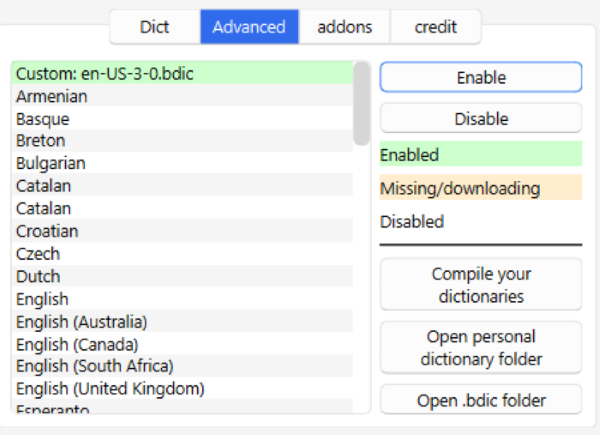 Dict
Advanced
addons
credit
Custom: en-US-3-0.bdic
Armenian
Basque
Breton
Bulgarian
Catalan
Catalan
Croatian
Czech
Dutch
English
English (Australia)
English (Canada)
English (South Africa)
English (United Kingdom)
Esperanto
Enable
Disable
Enabled
Missing/downloading
Disabled
Compile your
dictionaries
Open personal
dictionary folder
Open .bdic folder